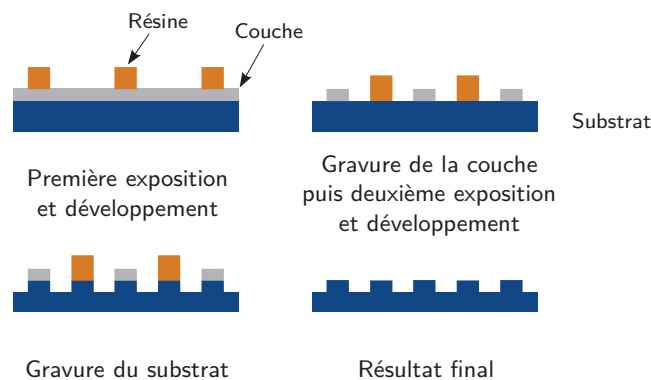 Résine
Couche
Substrat
Première exposition
et développement
Gravure de la couche
puis deuxième exposition
et développement
Gravure du substrat
Résultat final